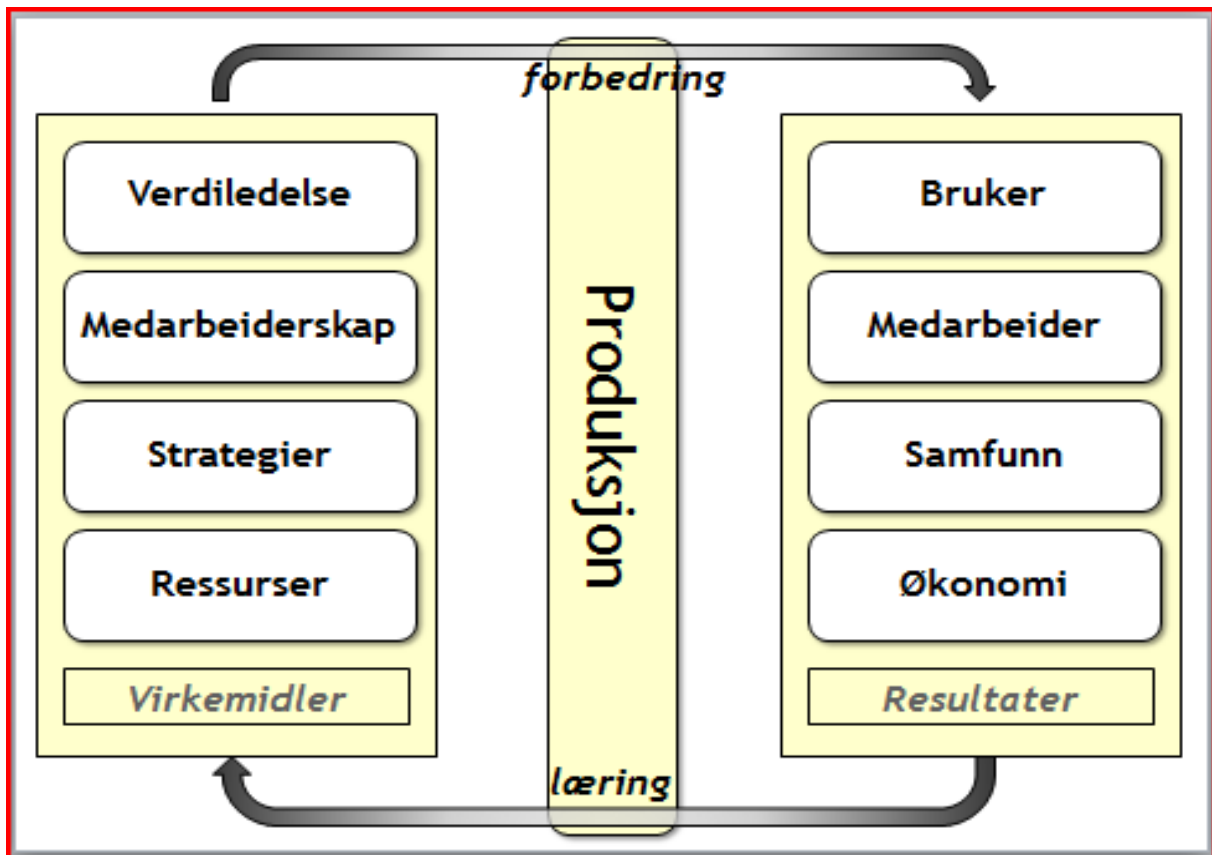 forbedring
Verdiledelse
Medarbeiderskap
Strategier
Ressurser
Virkemidler
Produksjon
Bruker
Medarbeider
Samfunn
Økonomi
Resultater
læring